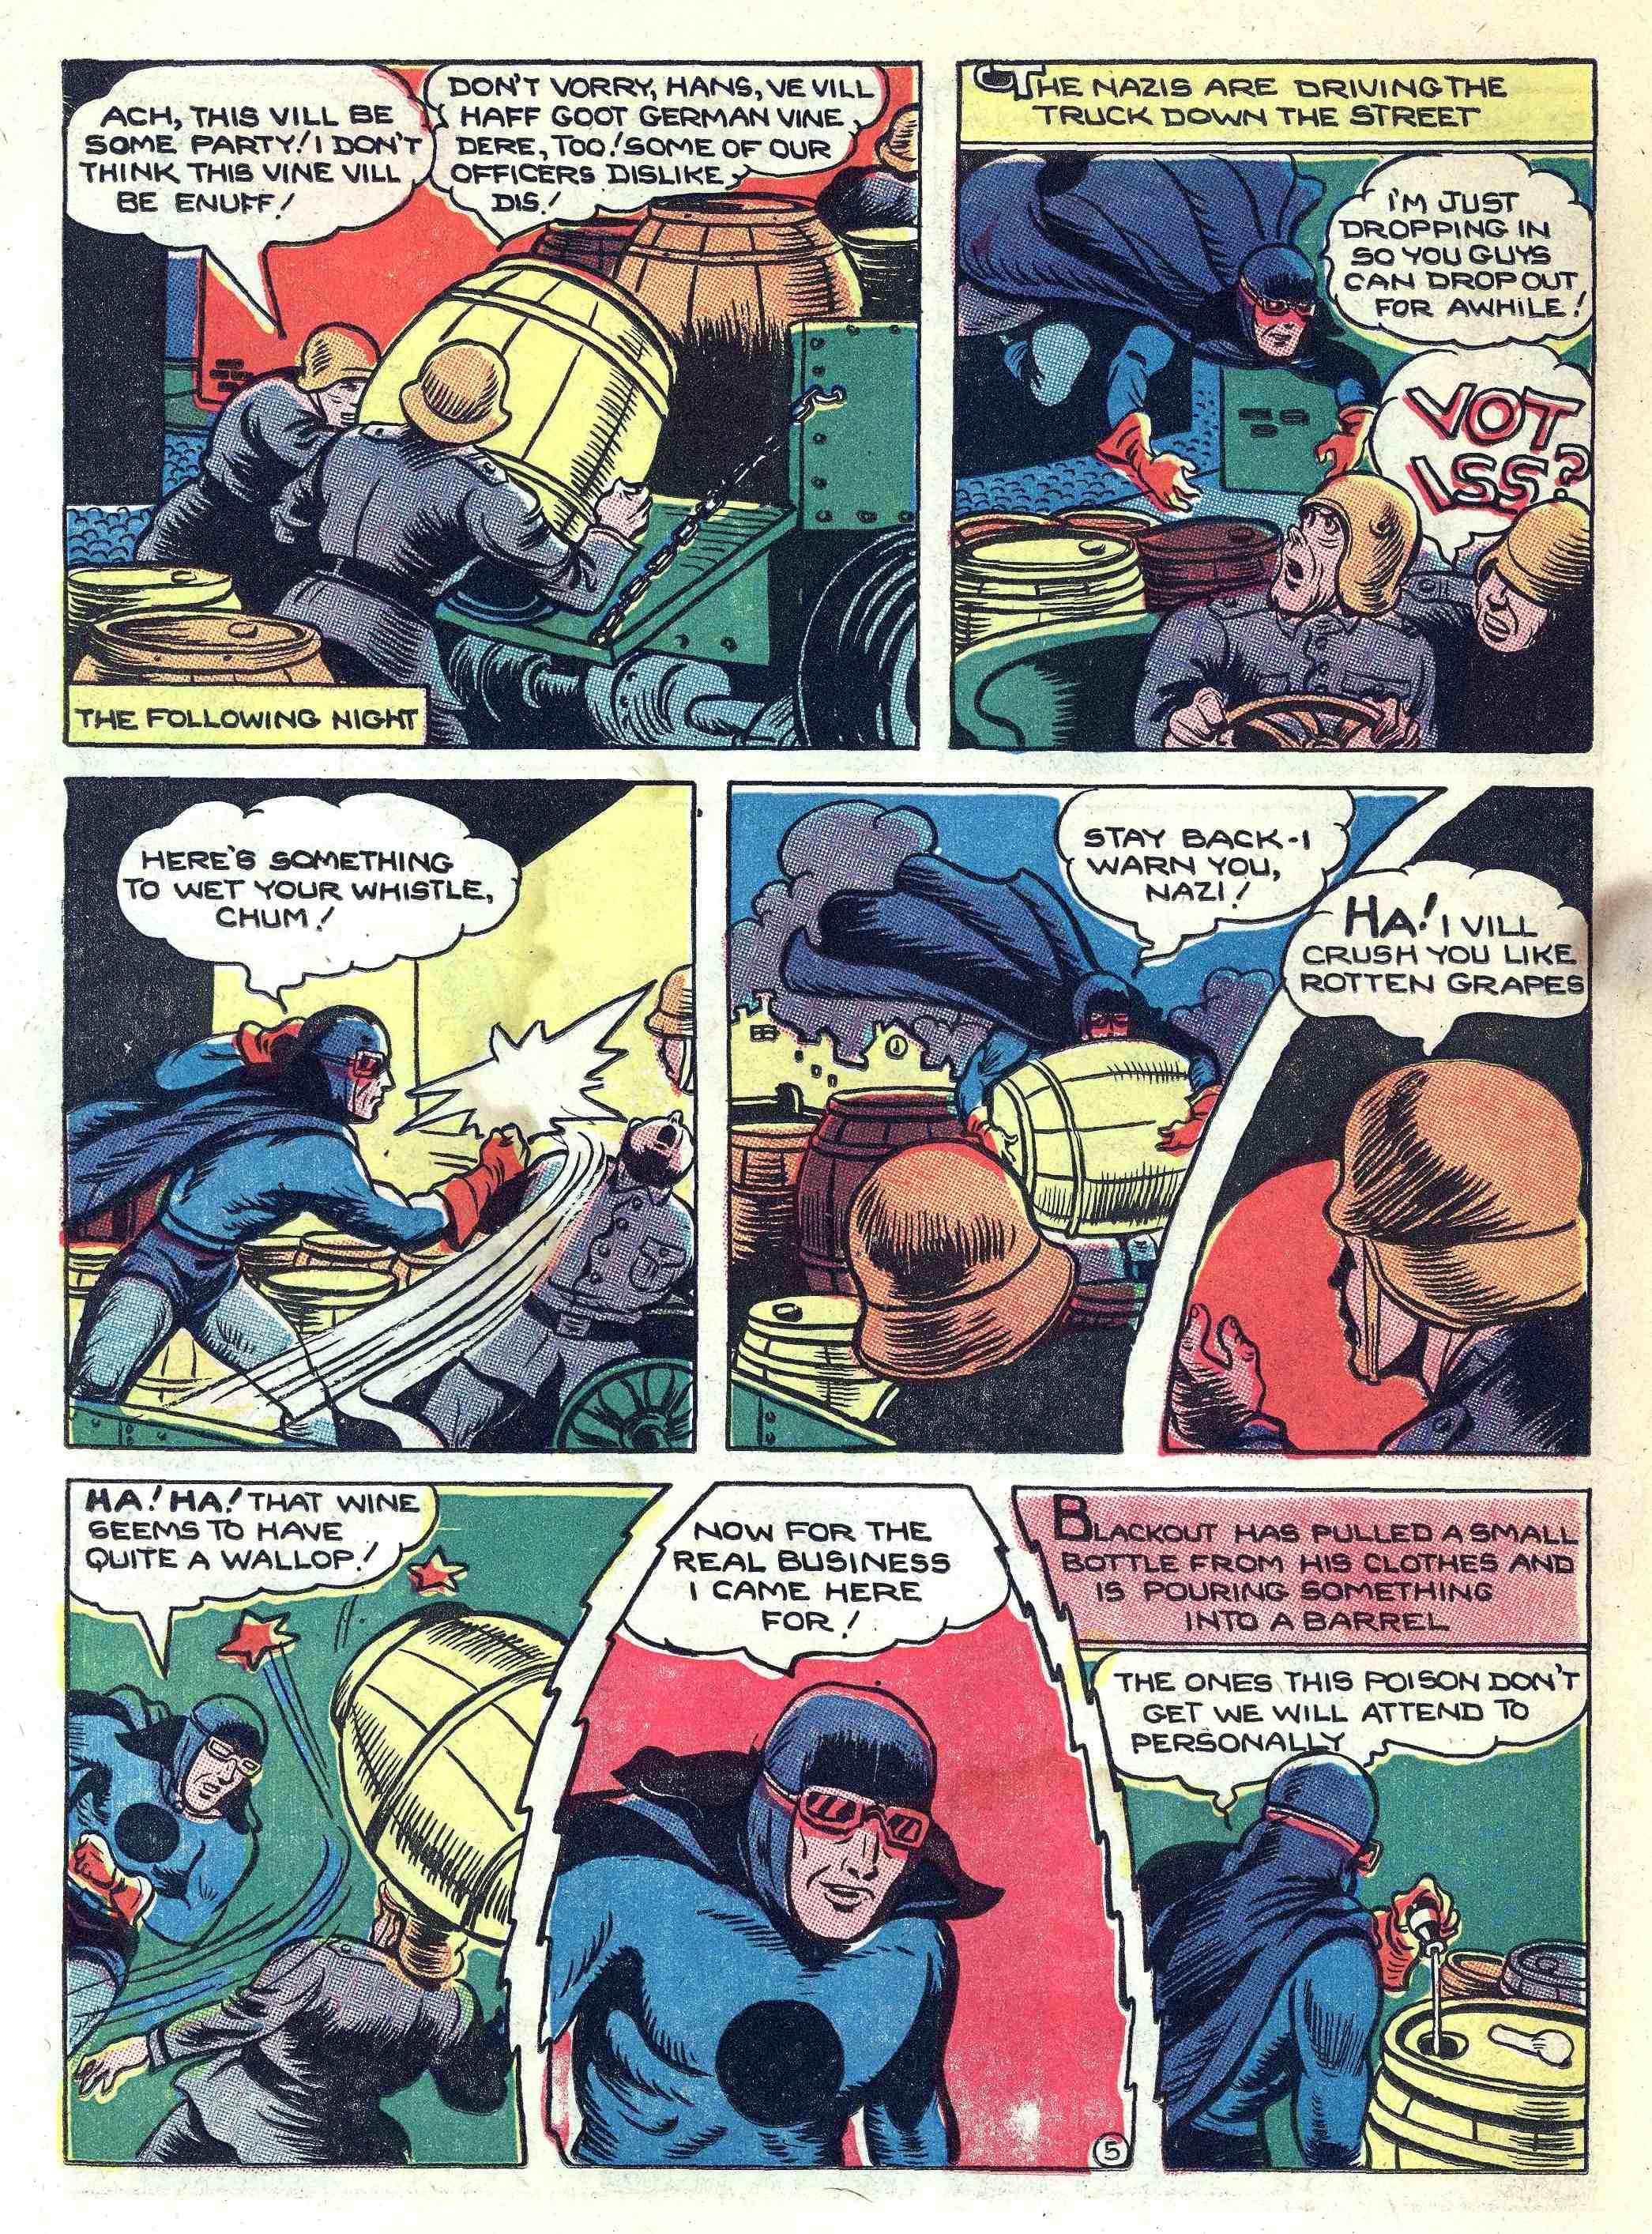 ACH, THIS VILL BE
SOME PARTY! I DON'T
THINK THIS VINE VILL
BE ENUFF!
DON'T VORRY, HANS, VE VILL
HAFF GOOT GERMAN VINE
DERE, TOO! SOME OF OUR
OFFICERS DISLIKE
DIS!
THE FOLLOWING NIGHT
THE NAZIS ARE DRIVING THE
TRUCK DOWN THE STREET
I'M JUST
DROPPING IN
SO YOU GUYS
CAN DROP OUT
FOR AWHILE!
VOT
ISS?
HERE'S SOMETHING
TO WET YOUR WHISTLE,
CHUM!
STAY BACK-I
WARN YOU,
NAZI!
HA! I VILL
CRUSH YOU LIKE
ROTTEN GRAPES
HA! HA! THAT WINE
SEEMS TO HAVE
QUITE A WALLOP!
NOW FOR THE
REAL BUSINESS
I CAME HERE
FOR!
5
BLACKOUT HAS PULLED A SMALL
BOTTLE FROM HIS CLOTHES AND
IS POURING SOMETHING
INTO A BARREL
THE ONES THIS POISON DON'T
GET WE WILL ATTEND TO
PERSONALLY